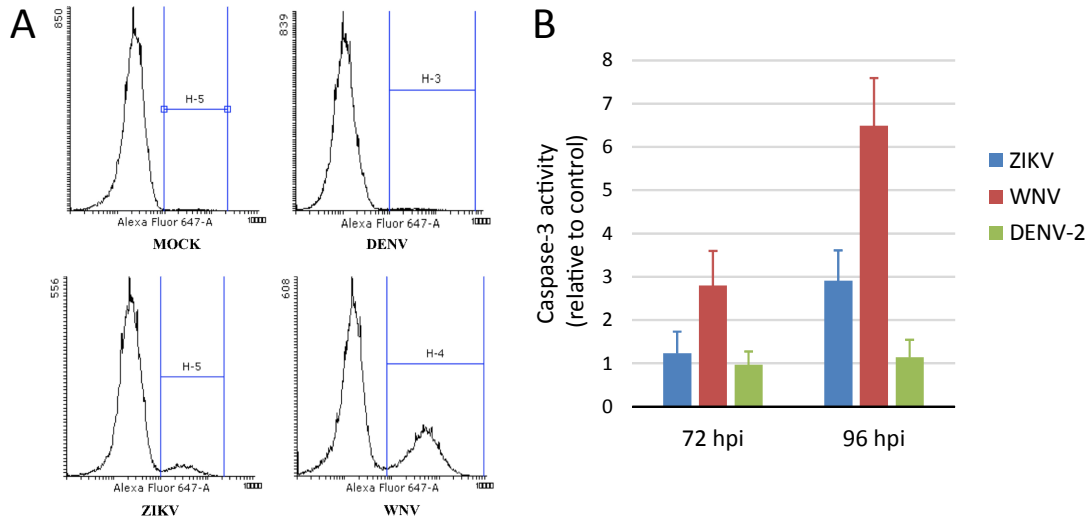 A
850
H-5
Alexa Fluor 647-A
MOCK
839
H-3
Alexa Fluor 647-A
DENV
556
H-5
Alexa Fluor 647-A
ZIKV
608
H-4
Alexa Fluor 647-A
WNV
B
Caspase-3 activity
(relative to control)
8
7
6
5
4
3
2
1
0
72 hpi
96 hpi
ZIKV
WNV
DENV-2